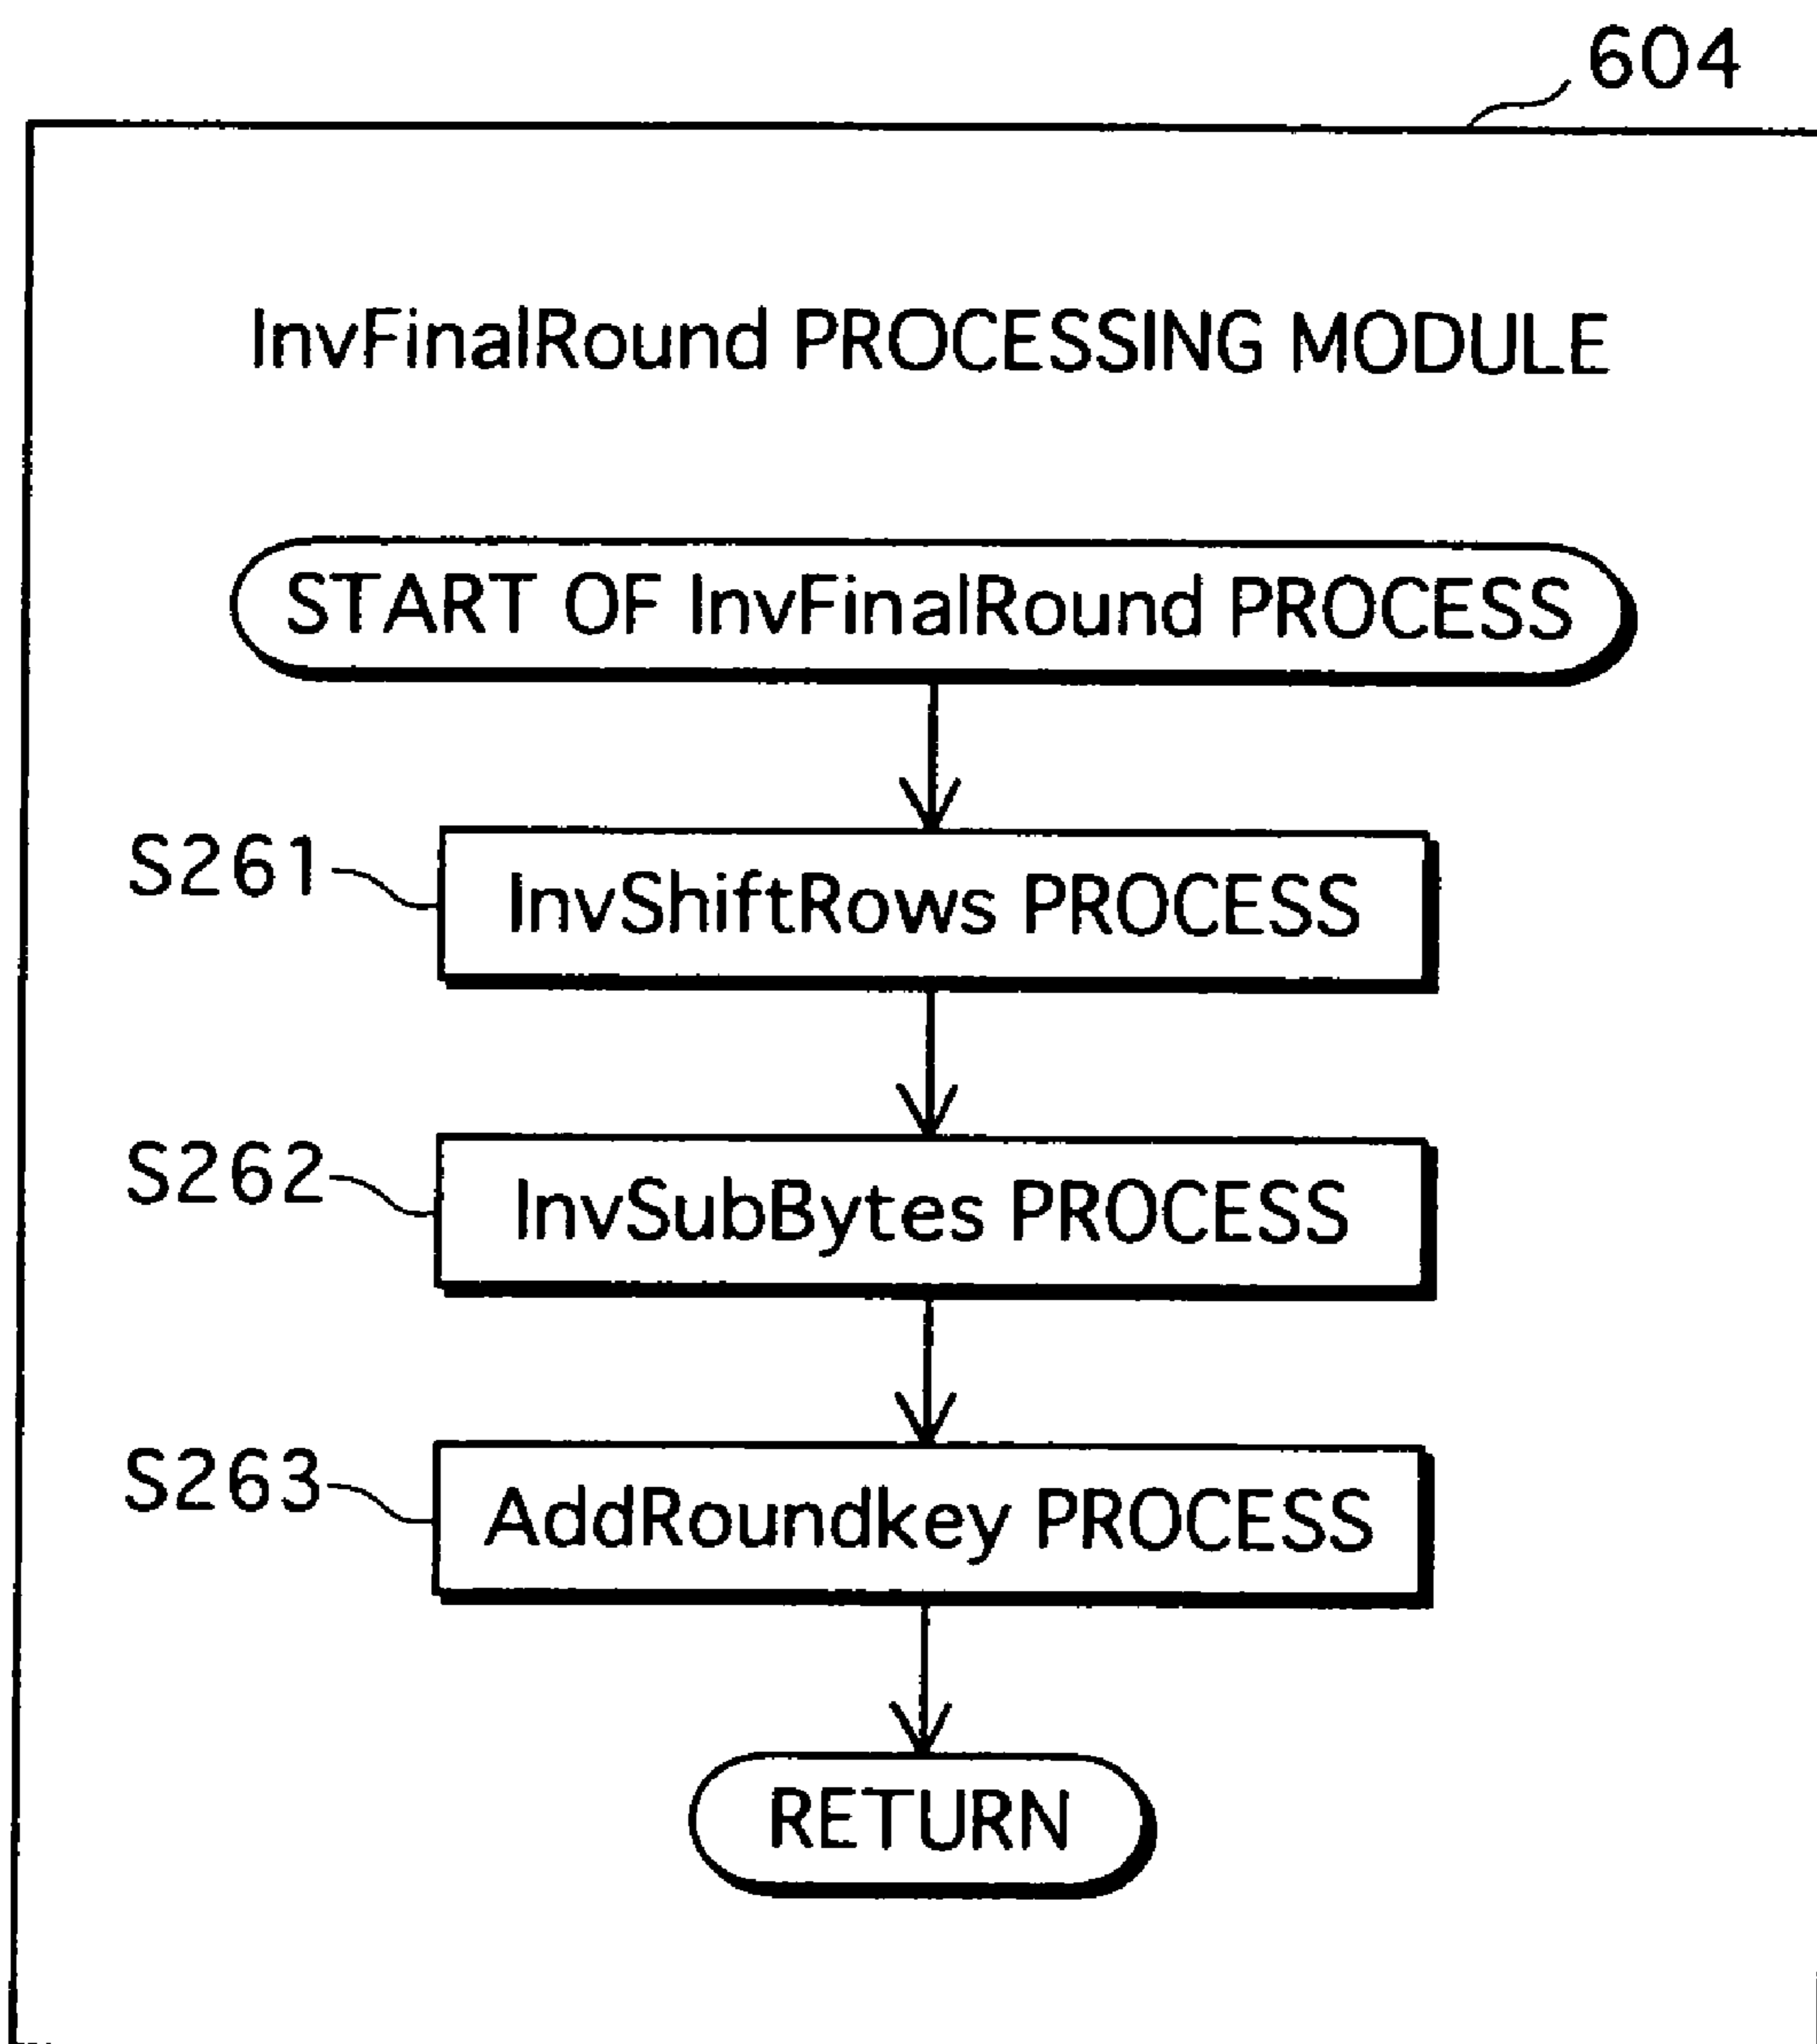 604
InvFinalRound PROCESSING MODULE
START OF InvFinalRound PROCESS
S261
InvShiftRows PROCESS
S262
InvSubBytes PROCESS
S263
AddRoundkey PROCESS
RETURN